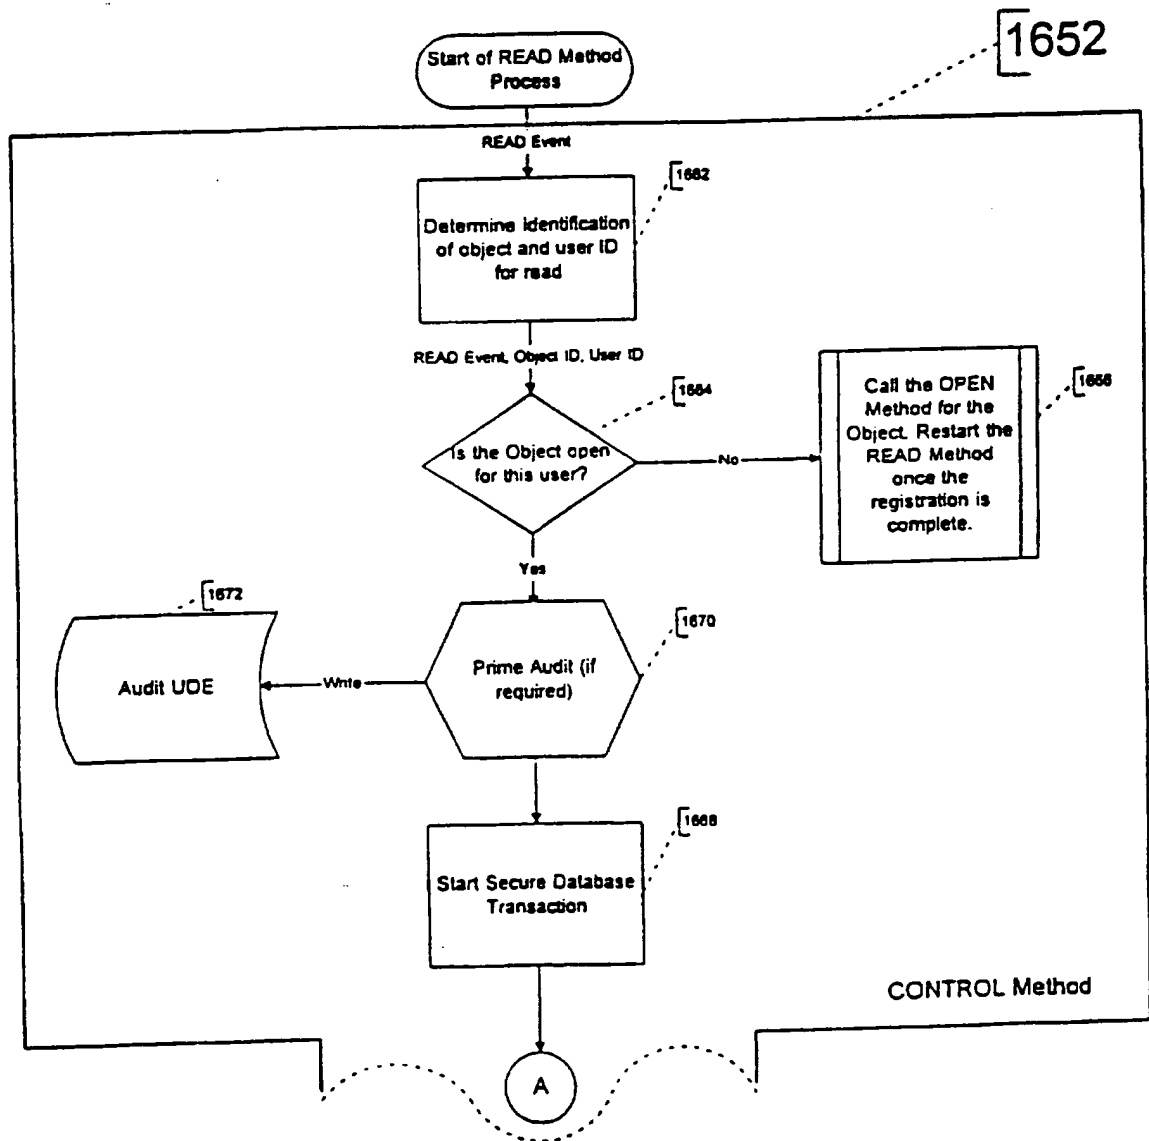 1652
Start of READ Method
Process
READ Event
1662
Determine identification
of object and user ID
for read
READ Event, Object ID, User ID
1664
Is the Object open
for this user?
No
Call the OPEN
Method for the
Object. Restart the
READ Method
once the
registration is
complete.
1666
Yes
1672
Audit UDE
Write
Prime Audit (if
required)
1670
1668
Start Secure Database
Transaction
CONTROL Method
A